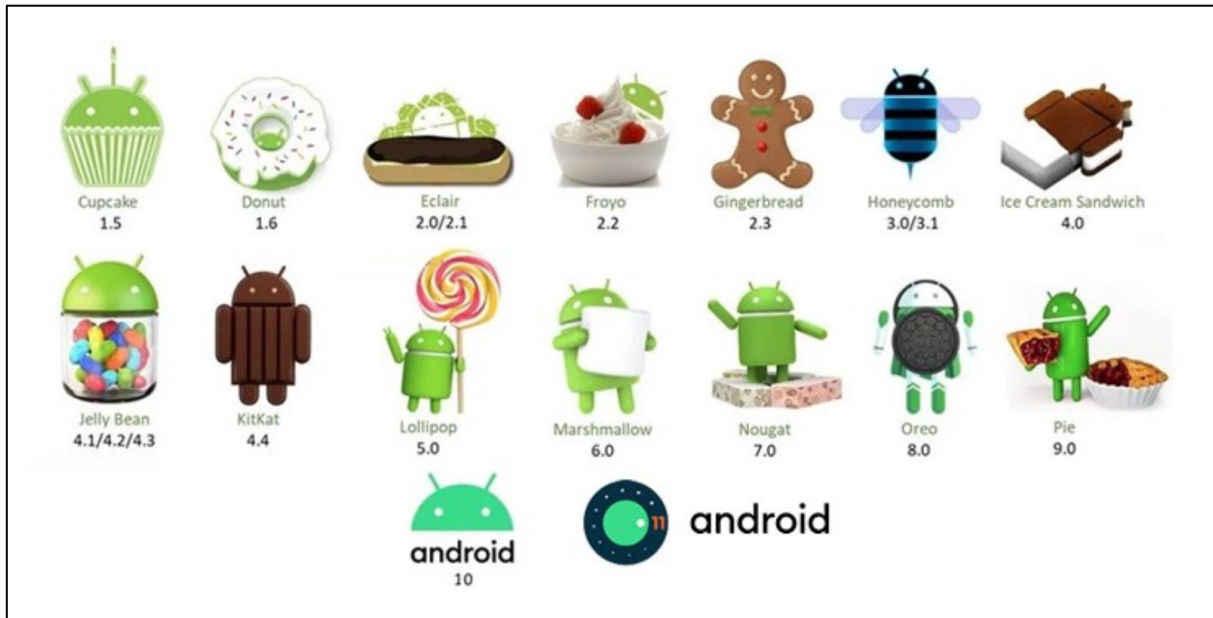 Cupcake
1.5
Donut
1.6
Eclair
2.0/2.1
Froyo
2.2
Gingerbread
2.3
Honeycomb
3.0/3.1
Ice Cream Sandwich
4.0
Jelly Bean
4.1/4.2/4.3
KitKat
4.4
Lollipop
5.0
Marshmallow
6.0
Nougat
7.0
Oreo
8.0
Pie
9.0
android
10
11
android